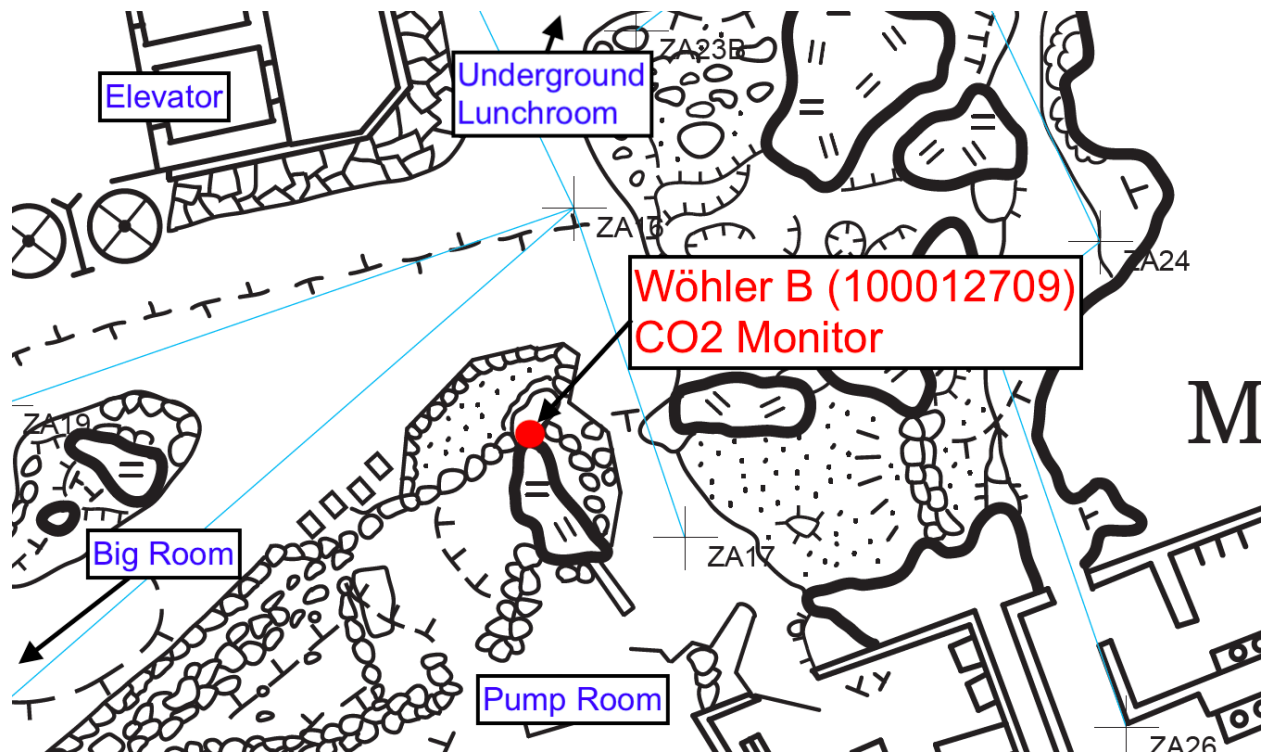 ZA23B
Underground
Lunchroom
Elevator
ZA16
ZA24
Wöhler B (100012709)
CO2 Monitor
M
ZA19
Big Room
ZA17
Pump Room
ZA26